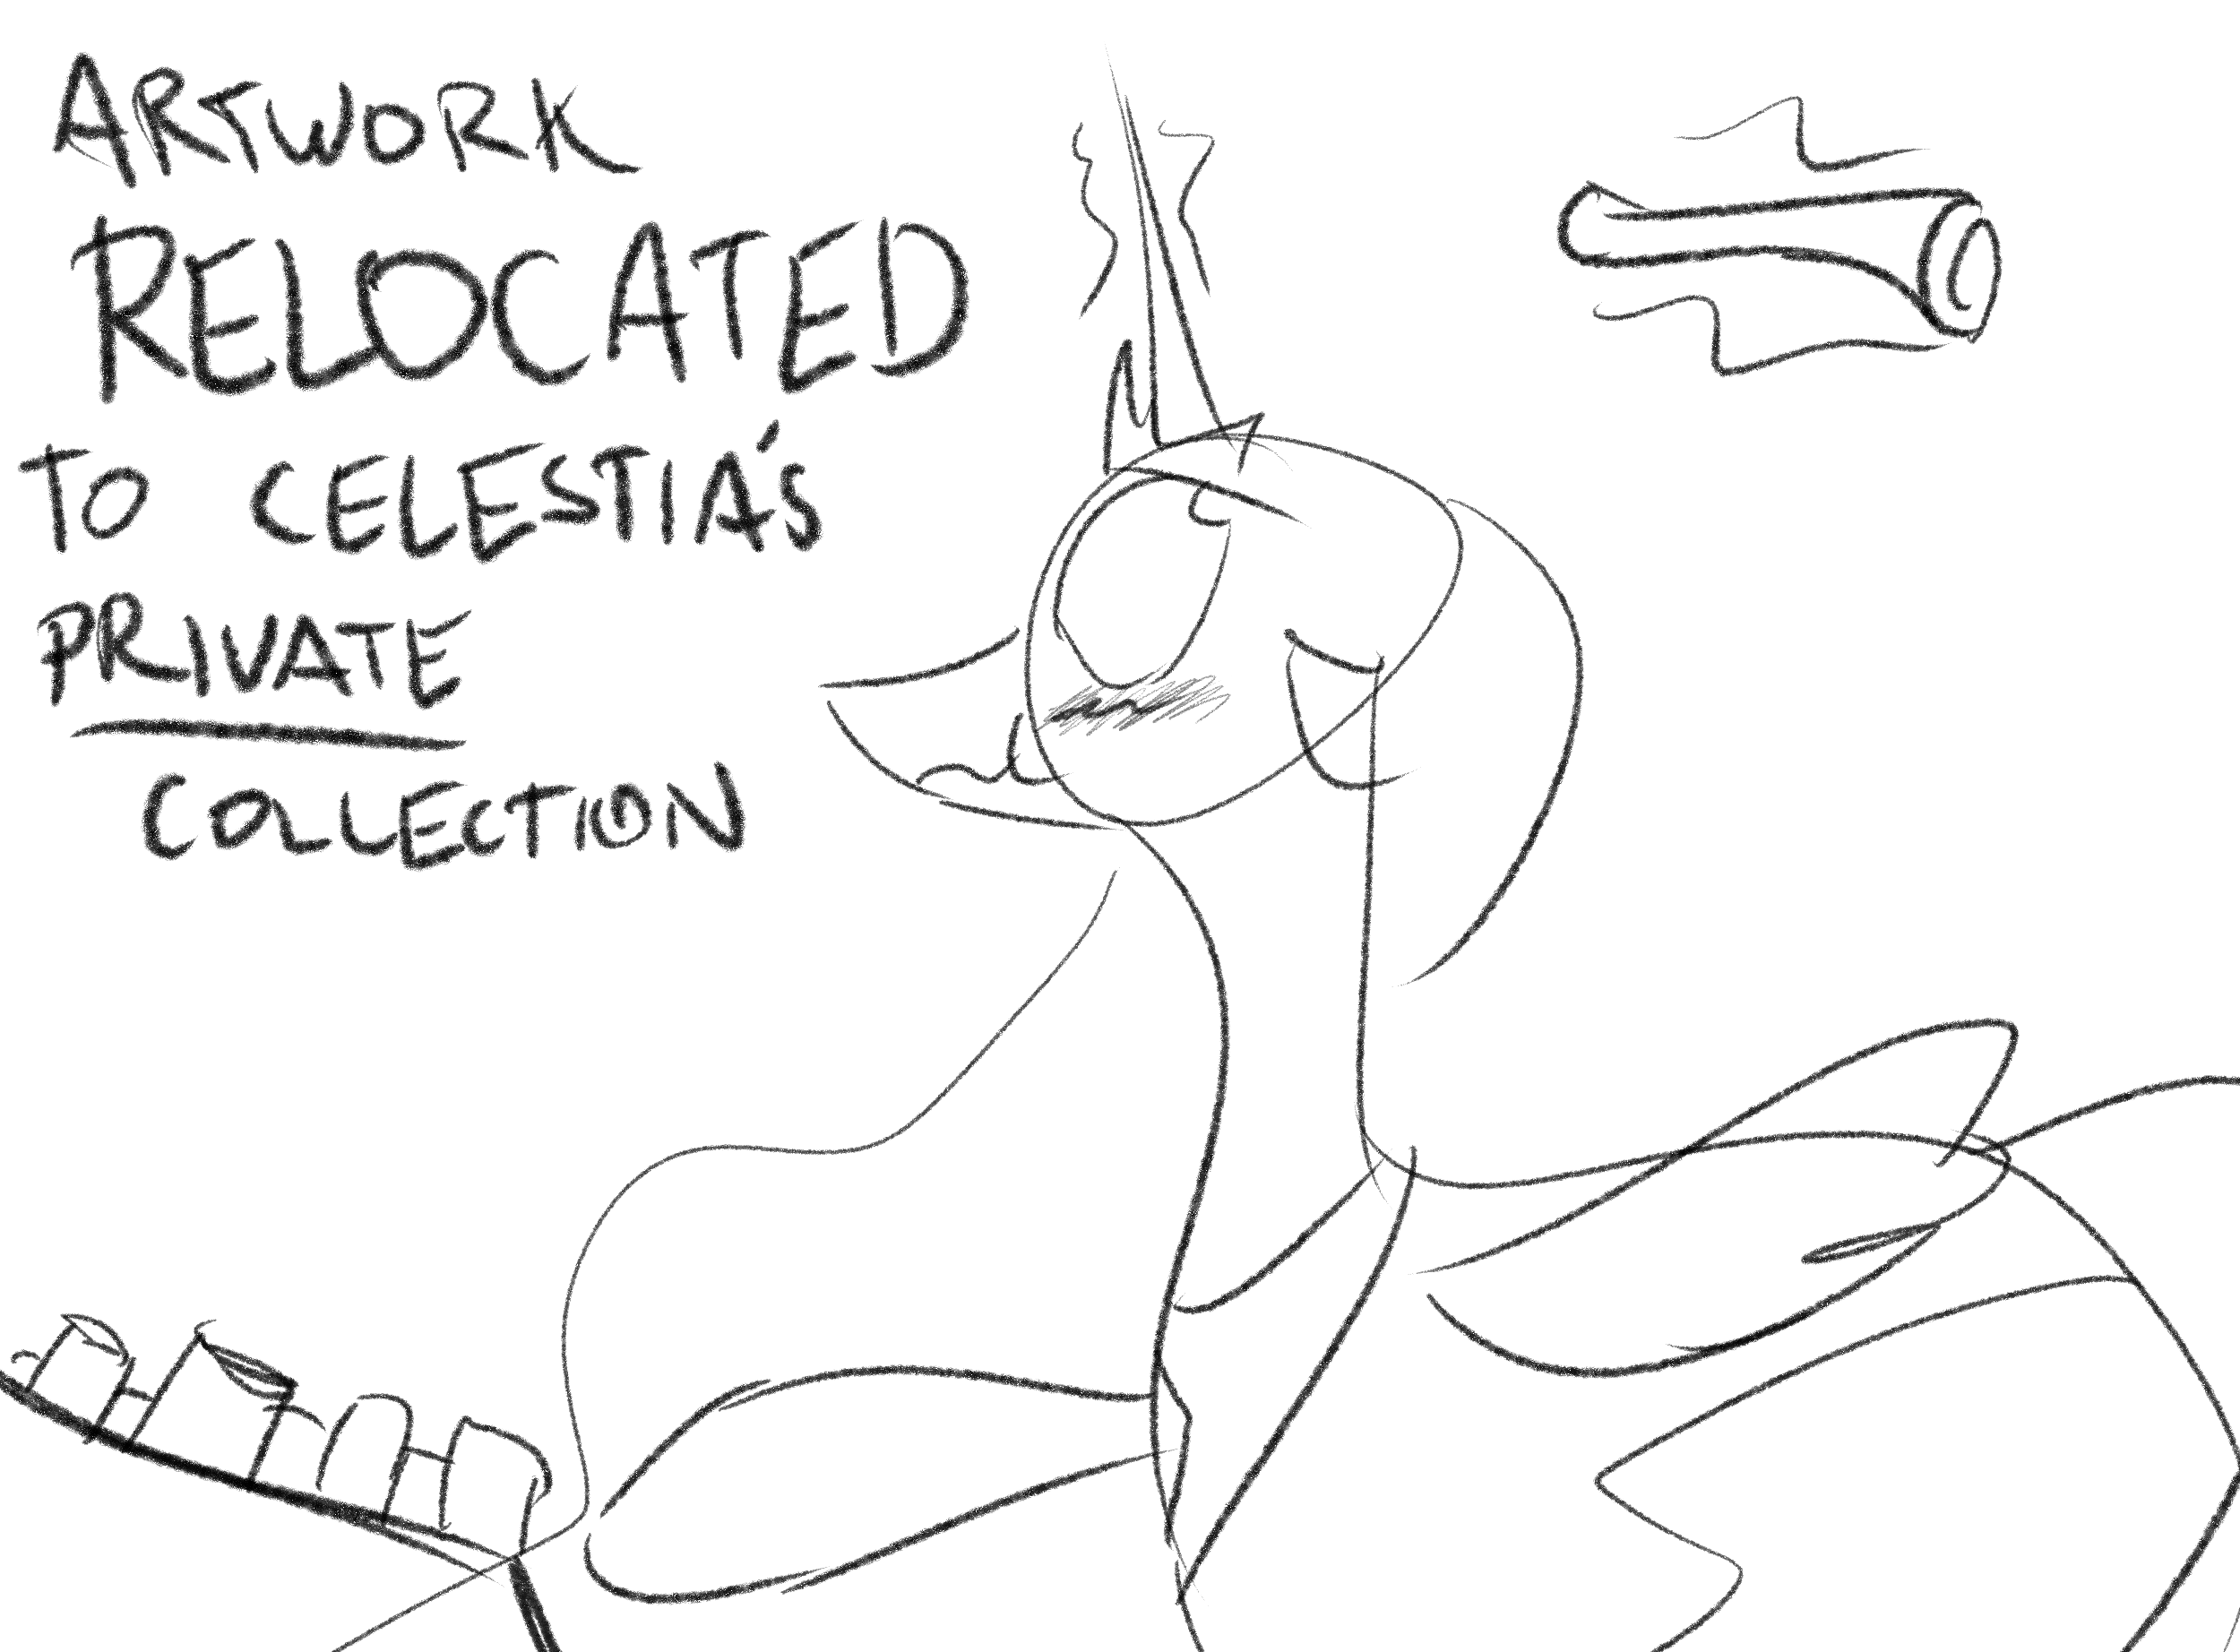 ARTWORK
RELOCATED
TO CELESTIA'S
PRIVATE
COLLECTION